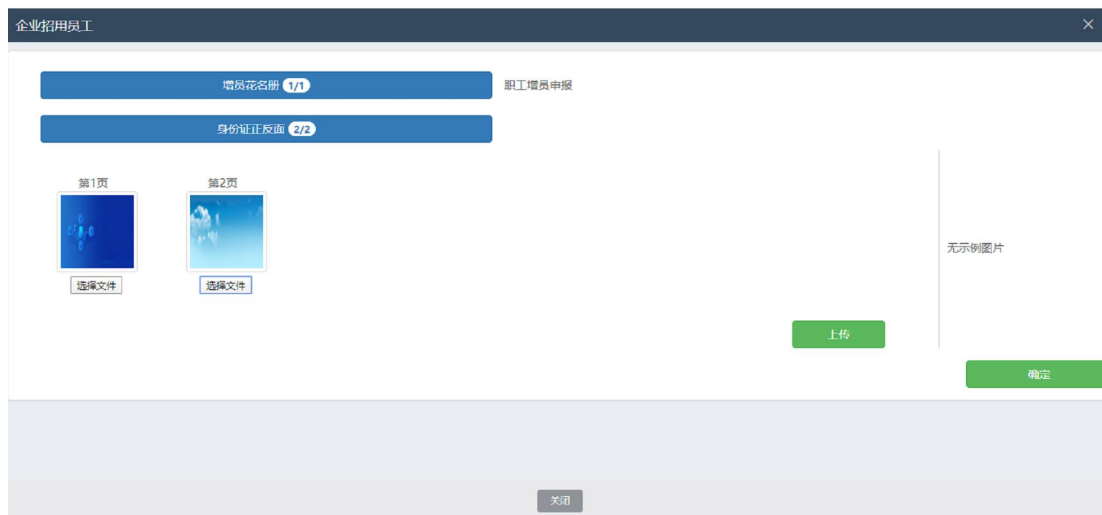 企业招用员工 ×
增员花名册 1/1 职工增员申报
身份证正反面 2/2
第1页 第2页
无示例图片
选择文件 选择文件
上传
确定
关闭